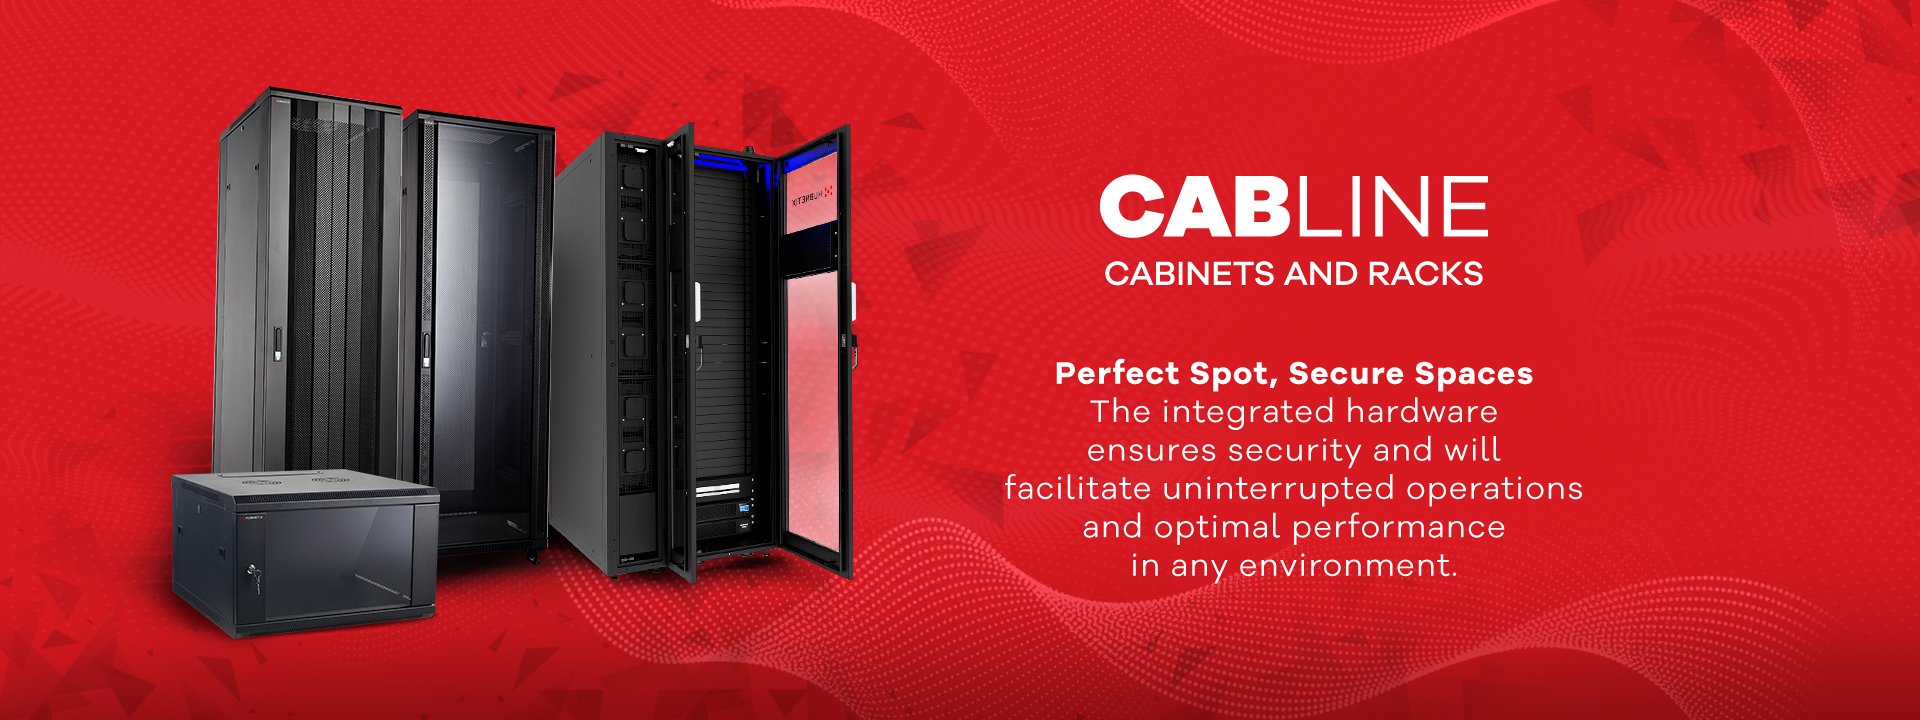 HUBNETIX
CABLINE
CABINETS AND RACKS
Perfect Spot, Secure Spaces
The integrated hardware
ensures security and will
facilitate uninterrupted operations
and optimal performance
in any environment.